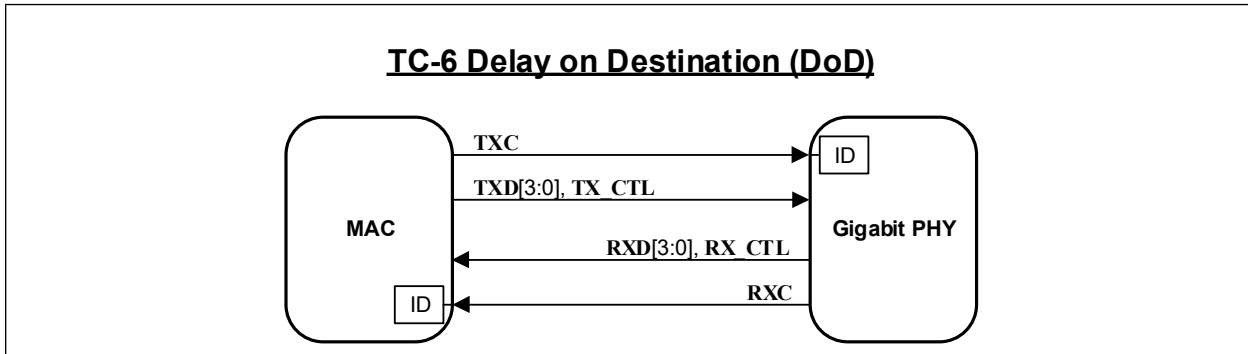 TC-6 Delay on Destination (DoD)
TXC
ID
TXD[3:0], TX_CTL
MAC
Gigabit PHY
RXD[3:0], RX_CTL
ID
RXC